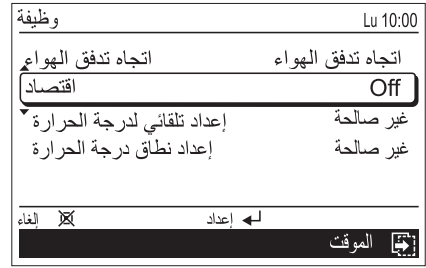 وظيفة Lu 10:00
اتجاه تدفق الهواء اتجاه تدفق الهواء
اقتصاد Off
إعداد تلقائي لدرجة الحرارة غير صالحة
إعداد نطاق درجة الحرارة غير صالحة
إلغاء إعداد
الموقت